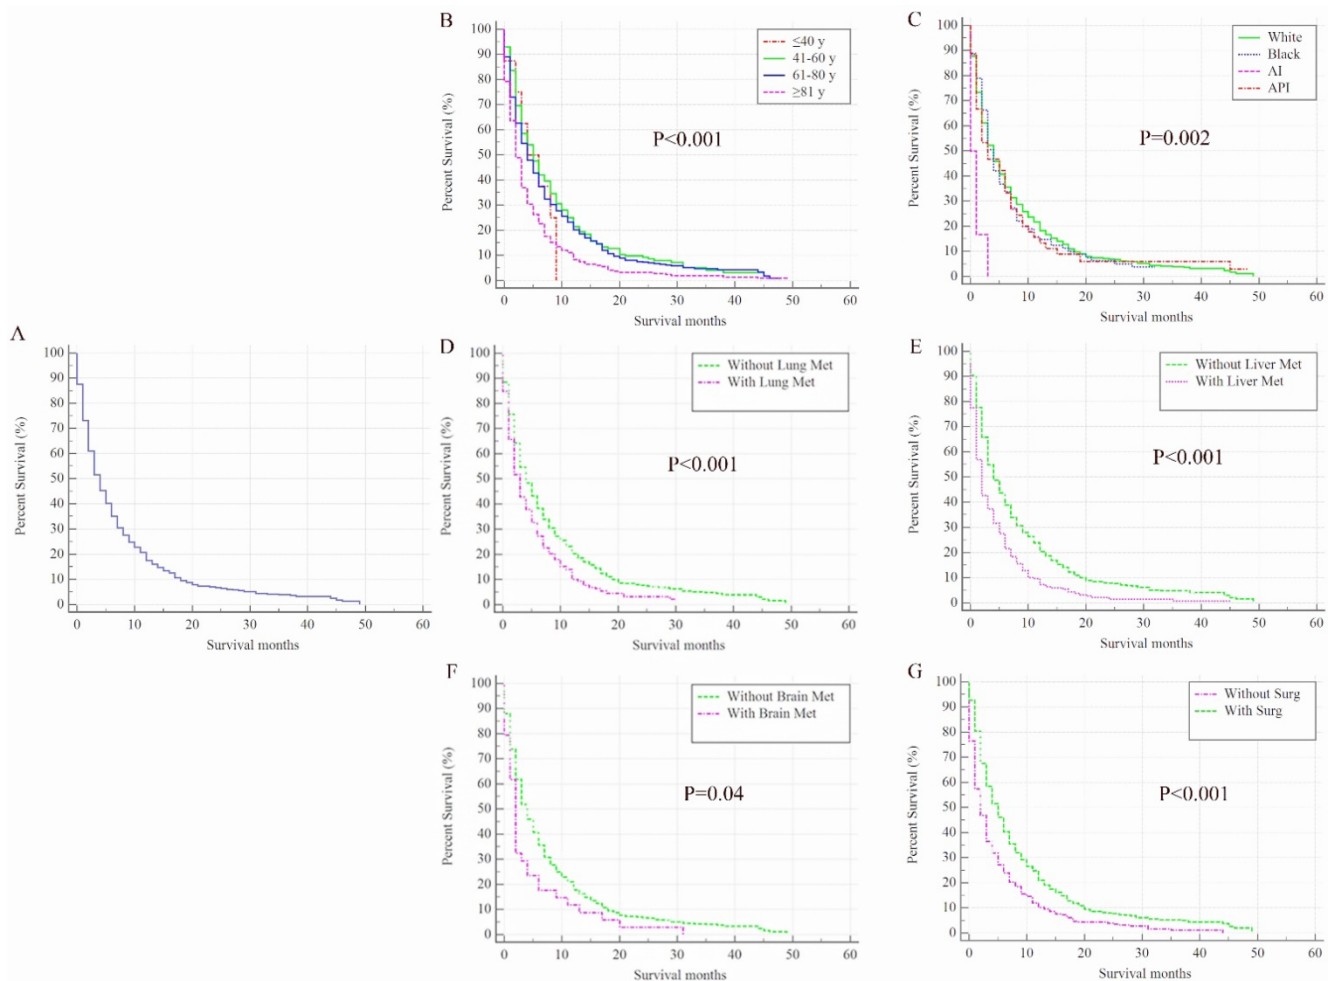 B
100
90
80
70
60
50
40
30
20
10
0
0 10 20 30 40 50 60
Percent Survival (%)
Survival months
≤40 y
41-60 y
61-80 y
≥81 y
P<0.001
C
100
90
80
70
60
50
40
30
20
10
0
0 10 20 30 40 50 60
Percent Survival (%)
Survival months
White
Black
AI
API
P=0.002
A
100
90
80
70
60
50
40
30
20
10
0
0 10 20 30 40 50 60
Percent Survival (%)
Survival months
D
100
90
80
70
60
50
40
30
20
10
0
0 10 20 30 40 50 60
Percent Survival (%)
Survival months
Without Lung Met
With Lung Met
P<0.001
E
100
90
80
70
60
50
40
30
20
10
0
0 10 20 30 40 50 60
Percent Survival (%)
Survival months
Without Liver Met
With Liver Met
P<0.001
F
100
90
80
70
60
50
40
30
20
10
0
0 10 20 30 40 50 60
Percent Survival (%)
Survival months
Without Brain Met
With Brain Met
P=0.04
G
100
90
80
70
60
50
40
30
20
10
0
0 10 20 30 40 50 60
Percent Survival (%)
Survival months
Without Surg
With Surg
P<0.001